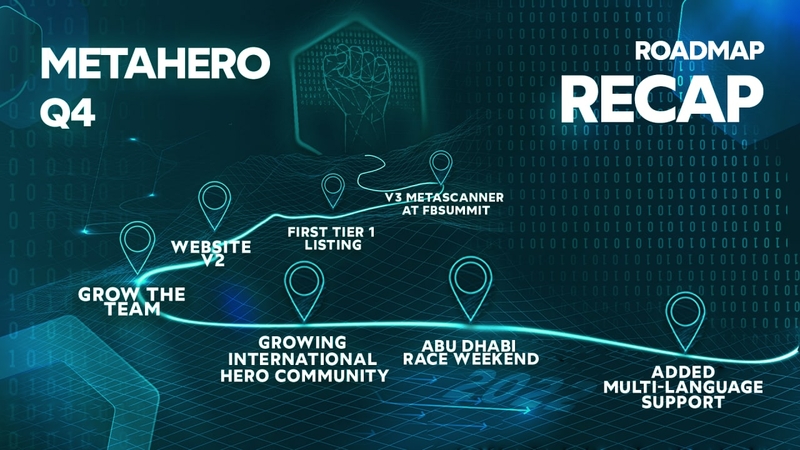 METAHERO
Q4
ROADMAP
RECAP
V3 METASCANNER
AT FBSUMMIT
FIRST TIER 1
LISTING
WEBSITE
V2
GROW THE
TEAM
GROWING
INTERNATIONAL
HERO COMMUNITY
ABU DHABI
RACE WEEKEND
ADDED
MULTI-LANGUAGE
SUPPORT